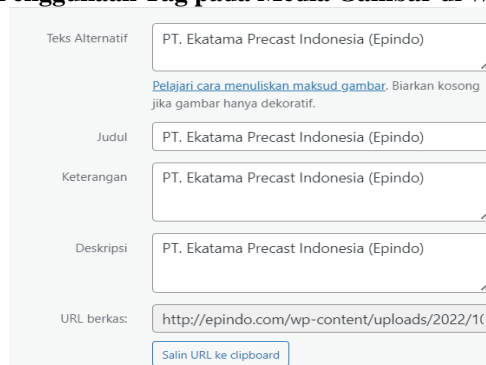 Penggunaan Tag pada Media Gambar di
Teks Alternatif
PT. Ekatama Precast Indonesia (Epindo)
Pelajari cara menuliskan maksud gambar. Biarkan kosong
jika gambar hanya dekoratif.
Judul
PT. Ekatama Precast Indonesia (Epindo)
Keterangan
PT. Ekatama Precast Indonesia (Epindo)
Deskripsi
PT. Ekatama Precast Indonesia (Epindo)
URL berkas:
http://epindo.com/wp-content/uploads/2022/10
Salin URL ke clipboard